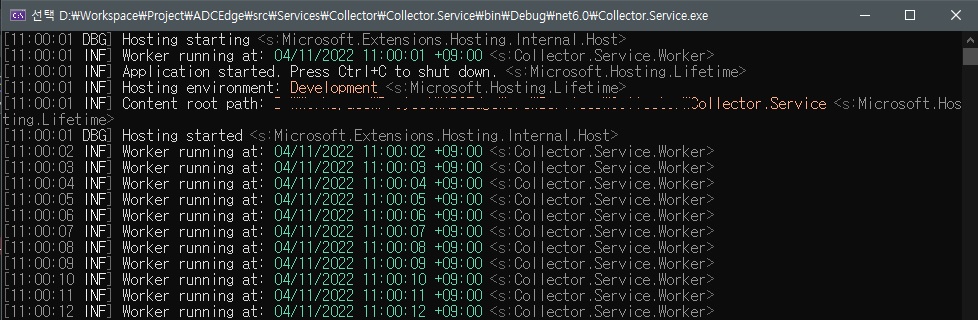 선택 D:₩Workspace₩Project₩ADCEdge₩src₩Services₩Collector₩Collector.Service₩bin₩Debug₩net6.0₩Collector.Service.exe
[11:00:01 DBG] Hosting starting <s:Microsoft.Extensions.Hosting.Internal.Host>
[11:00:01 INF] Worker running at: 04/11/2022 11:00:01 +09:00 <s:Collector.Service.Worker>
[11:00:01 INF] Application started. Press Ctrl+C to shut down. <s:Microsoft.Hosting.Lifetime>
[11:00:01 INF] Hosting environment: Development <s:Microsoft.Hosting.Lifetime>
[11:00:01 INF] Content root path: ₩Collector.Service <s:Microsoft.Hos
ting.Lifetime>
[11:00:01 DBG] Hosting started <s:Microsoft.Extensions.Hosting.Internal.Host>
[11:00:02 INF] Worker running at: 04/11/2022 11:00:02 +09:00 <s:Collector.Service.Worker>
[11:00:03 INF] Worker running at: 04/11/2022 11:00:03 +09:00 <s:Collector.Service.Worker>
[11:00:04 INF] Worker running at: 04/11/2022 11:00:04 +09:00 <s:Collector.Service.Worker>
[11:00:05 INF] Worker running at: 04/11/2022 11:00:05 +09:00 <s:Collector.Service.Worker>
[11:00:06 INF] Worker running at: 04/11/2022 11:00:06 +09:00 <s:Collector.Service.Worker>
[11:00:07 INF] Worker running at: 04/11/2022 11:00:07 +09:00 <s:Collector.Service.Worker>
[11:00:08 INF] Worker running at: 04/11/2022 11:00:08 +09:00 <s:Collector.Service.Worker>
[11:00:09 INF] Worker running at: 04/11/2022 11:00:09 +09:00 <s:Collector.Service.Worker>
[11:00:10 INF] Worker running at: 04/11/2022 11:00:10 +09:00 <s:Collector.Service.Worker>
[11:00:11 INF] Worker running at: 04/11/2022 11:00:11 +09:00 <s:Collector.Service.Worker>
[11:00:12 INF] Worker running at: 04/11/2022 11:00:12 +09:00 <s:Collector.Service.Worker>